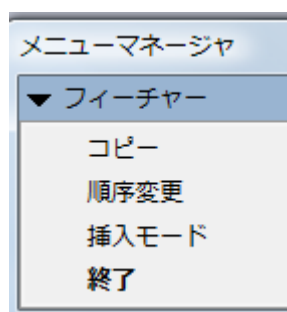 メニューマネージャ
▼ フィーチャー
コピー
順序変更
挿入モード
終了